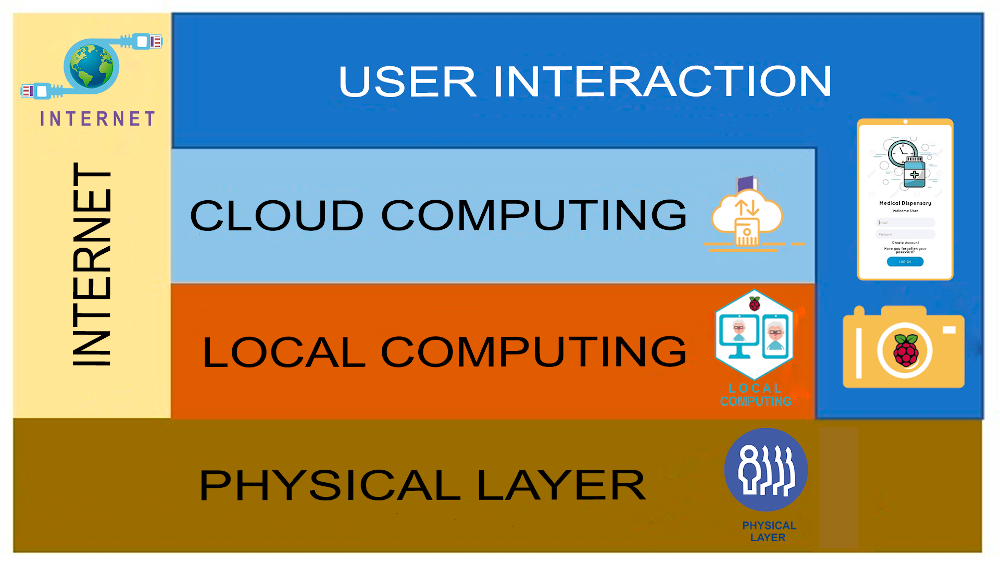 INTERNET
INTERNET
USER INTERACTION
CLOUD COMPUTING
LOCAL COMPUTING
LOCAL
COMPUTING
PHYSICAL LAYER
PHYSICAL
LAYER
Medical Dispensary
Welcome User
Email
Password
Create Account
Have you forgotten your
password?
LOG IN